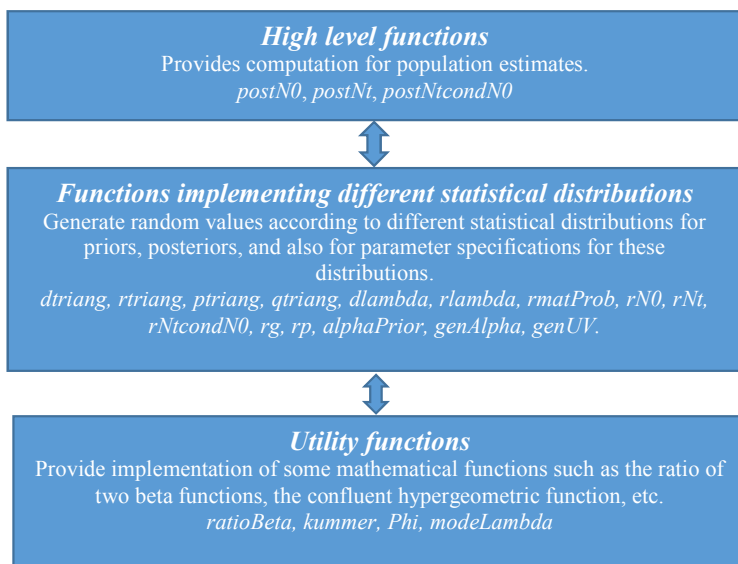 High level functions
Provides computation for population estimates.
postN0, postNt, postNtcondN0
Functions implementing different statistical distributions
Generate random values according to different statistical distributions for
priors, posteriors, and also for parameter specifications for these
distributions.
dtriang, rtriang, ptriang, qtriang, dlambda, rlambda, rmatProb, rN0, rNt,
rNtcondN0, rg, rp, alphaPrior, genAlpha, genUV.
Utility functions
Provide implementation of some mathematical functions such as the ratio of
two beta functions, the confluent hypergeometric function, etc.
ratioBeta, kummer, Phi, modeLambda